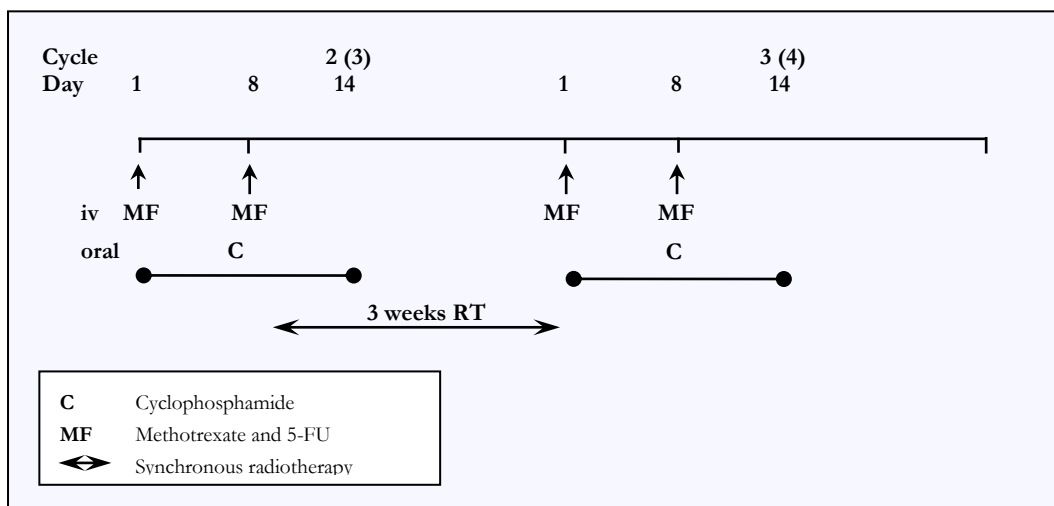 Cycle 2 (3) 3 (4)
Day 1 8 14 1 8 14
iv MF MF MF MF
oral C C
3 weeks RT
C Cyclophosphamide
MF Methotrexate and 5-FU
Synchronous radiotherapy